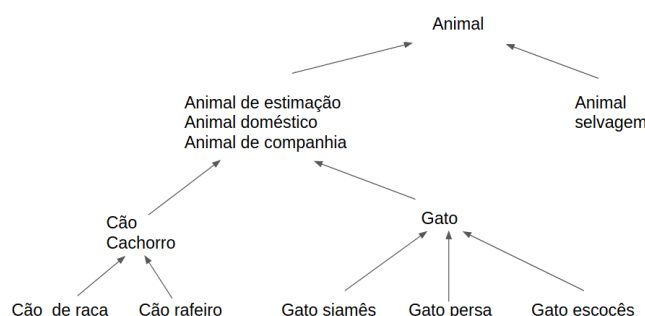 Animal
Animal de estimação
Animal doméstico
Animal de companhia
Animal
selvagem
Cão
Cachorro
Gato
Cão de raca
Cão rafeiro
Gato siamês
Gato persa
Gato escocês